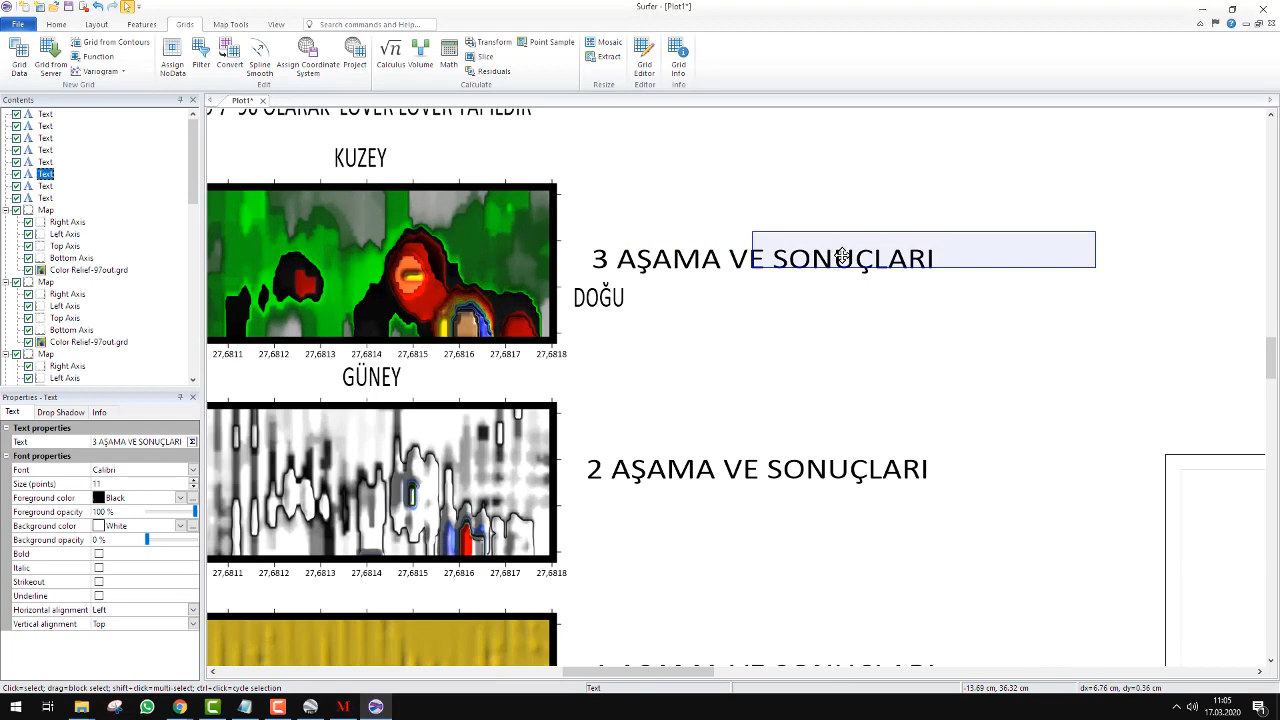 Surfer - [Plot1*]
File Home Layout Features Grids Map Tools View Search commands and Help...
Grid Data
Grid from Server
Grid from Contours
Function
Variogram
New Grid
Assign NoData
Filter
Convert
Spline Smooth
Assign Coordinate System
Project
Edit
Calculus
Volume
Math
Transform
Slice
Residuals
Point Sample
Calculate
Mosaic
Extract
Resize
Grid Editor
Editor
Grid Info
Info
Contents
Plot1*
Text
Text
Text
Text
Text
Text
Text
Text
Map
Right Axis
Left Axis
Top Axis
Bottom Axis
Color Relief-97out.grd
Map
Right Axis
Left Axis
Top Axis
Bottom Axis
Color Relief-97out.grd
Map
Right Axis
Left Axis
Properties - Text
Text Drop Shadow Info
Text properties
Text 3 AŞAMA VE SONUÇLARI
Font properties
Font Calibri
Size (points) 11
Foreground color Black
Foreground opacity 100 %
Background color White
Background opacity 0 %
Bold
Italic
Strikeout
Underline
Horizontal alignment Left
Vertical alignment Top
OLARAK LOVER LOVER YAPILDIR
KUZEY
3 AŞAMA VE SONUÇLARI
DOĞU
27,6811 27,6812 27,6813 27,6814 27,6815 27,6816 27,6817 27,6818
GÜNEY
2 AŞAMA VE SONUÇLARI
27,6811 27,6812 27,6813 27,6814 27,6815 27,6816 27,6817 27,6818
AŞAMA VE SONUÇLARI
Click=select; drag=block select; shift+click=multi-select; ctrl+click=cycle selection
Text
-13.69 cm, 36.32 cm
dx=6.76 cm, dy=0.36 cm
11:05
17.03.2020